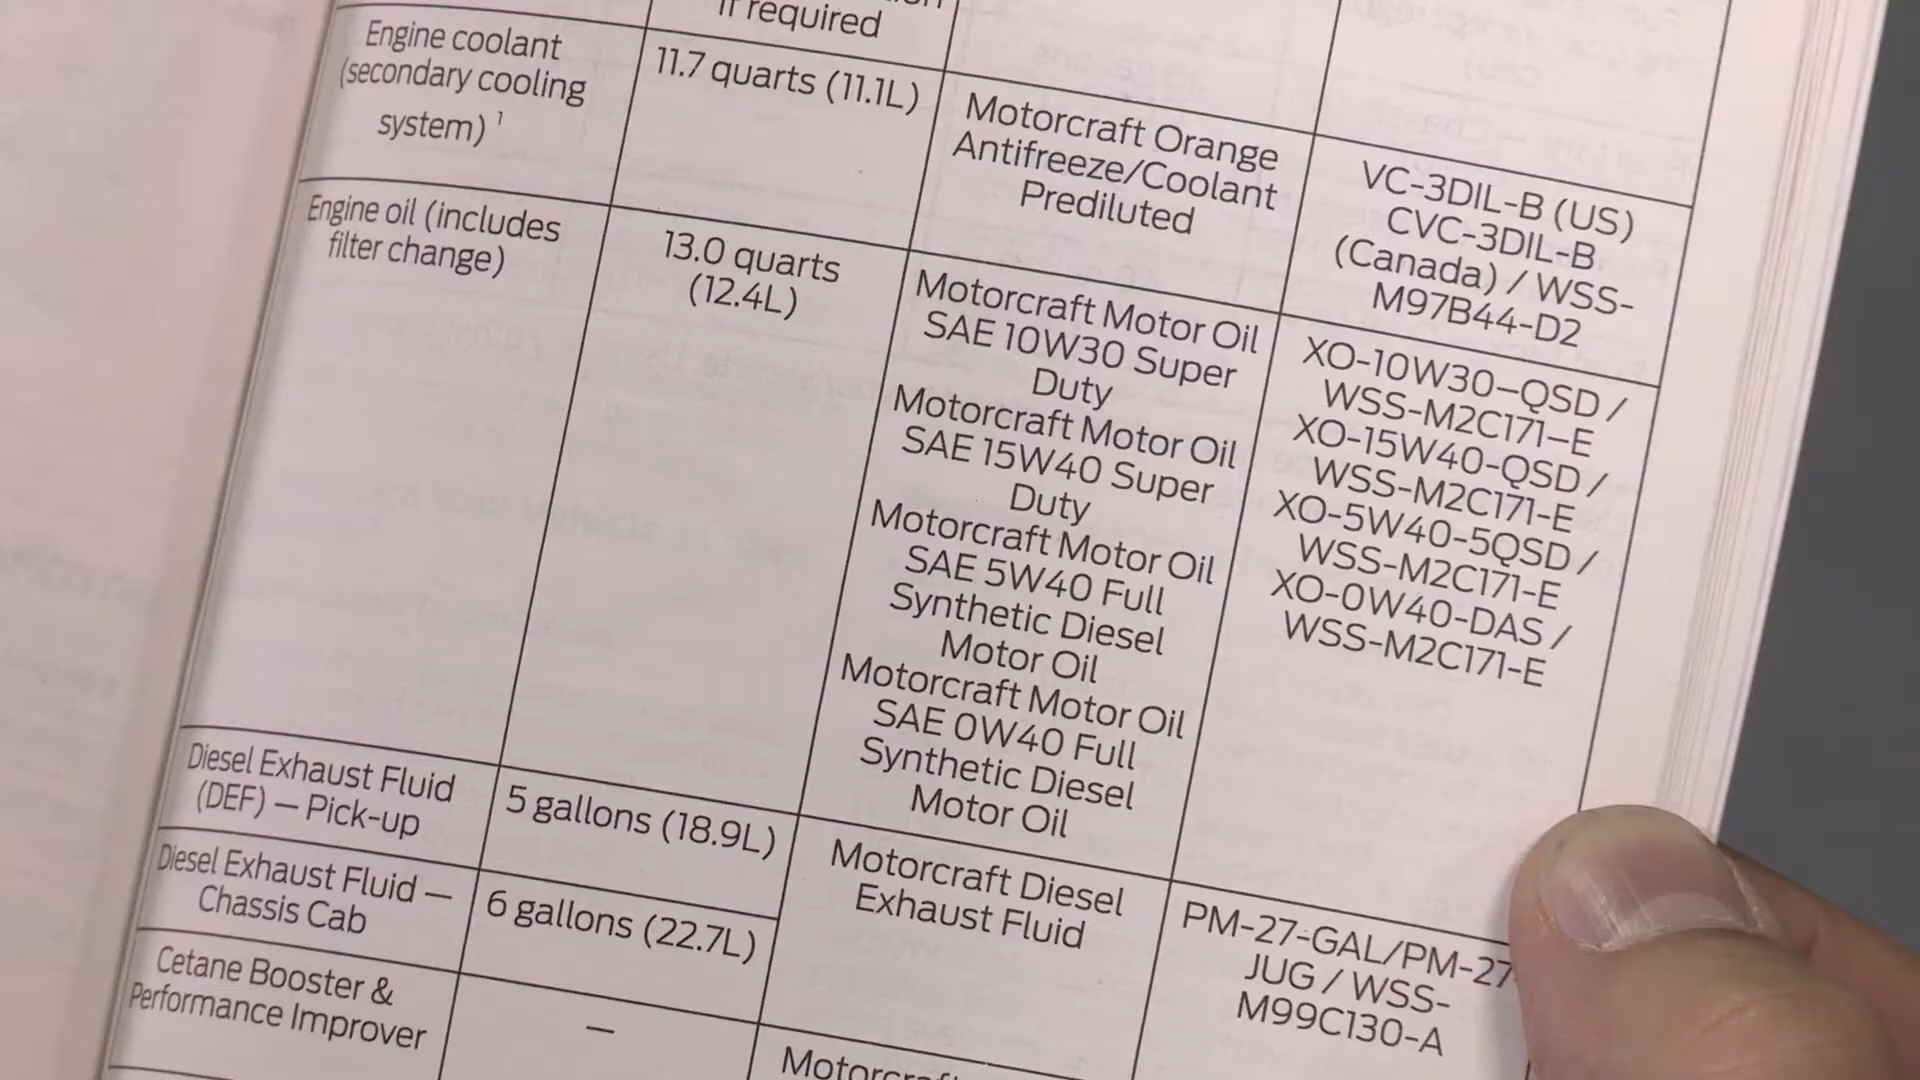 if required
Engine coolant
(secondary cooling
system) 1
11.7 quarts (11.1L)
Motorcraft Orange
Antifreeze/Coolant
Prediluted
VC-3DIL-B (US)
CVC-3DIL-B
(Canada) / WSS-
M97B44-D2
Engine oil (includes
filter change)
13.0 quarts
(12.4L)
Motorcraft Motor Oil
SAE 10W30 Super
Duty
Motorcraft Motor Oil
SAE 15W40 Super
Duty
Motorcraft Motor Oil
SAE 5W40 Full
Synthetic Diesel
Motor Oil
Motorcraft Motor Oil
SAE 0W40 Full
Synthetic Diesel
Motor Oil
XO-10W30–QSD /
WSS-M2C171–E
XO-15W40-QSD /
WSS-M2C171-E
XO-5W40-5QSD /
WSS-M2C171-E
XO-0W40-DAS /
WSS-M2C171-E
Diesel Exhaust Fluid
(DEF) — Pick-up
5 gallons (18.9L)
Motorcraft Diesel
Exhaust Fluid
PM-27-GAL/PM-27
JUG / WSS-
M99C130-A
Diesel Exhaust Fluid —
Chassis Cab
6 gallons (22.7L)
Cetane Booster &
Performance Improver
—